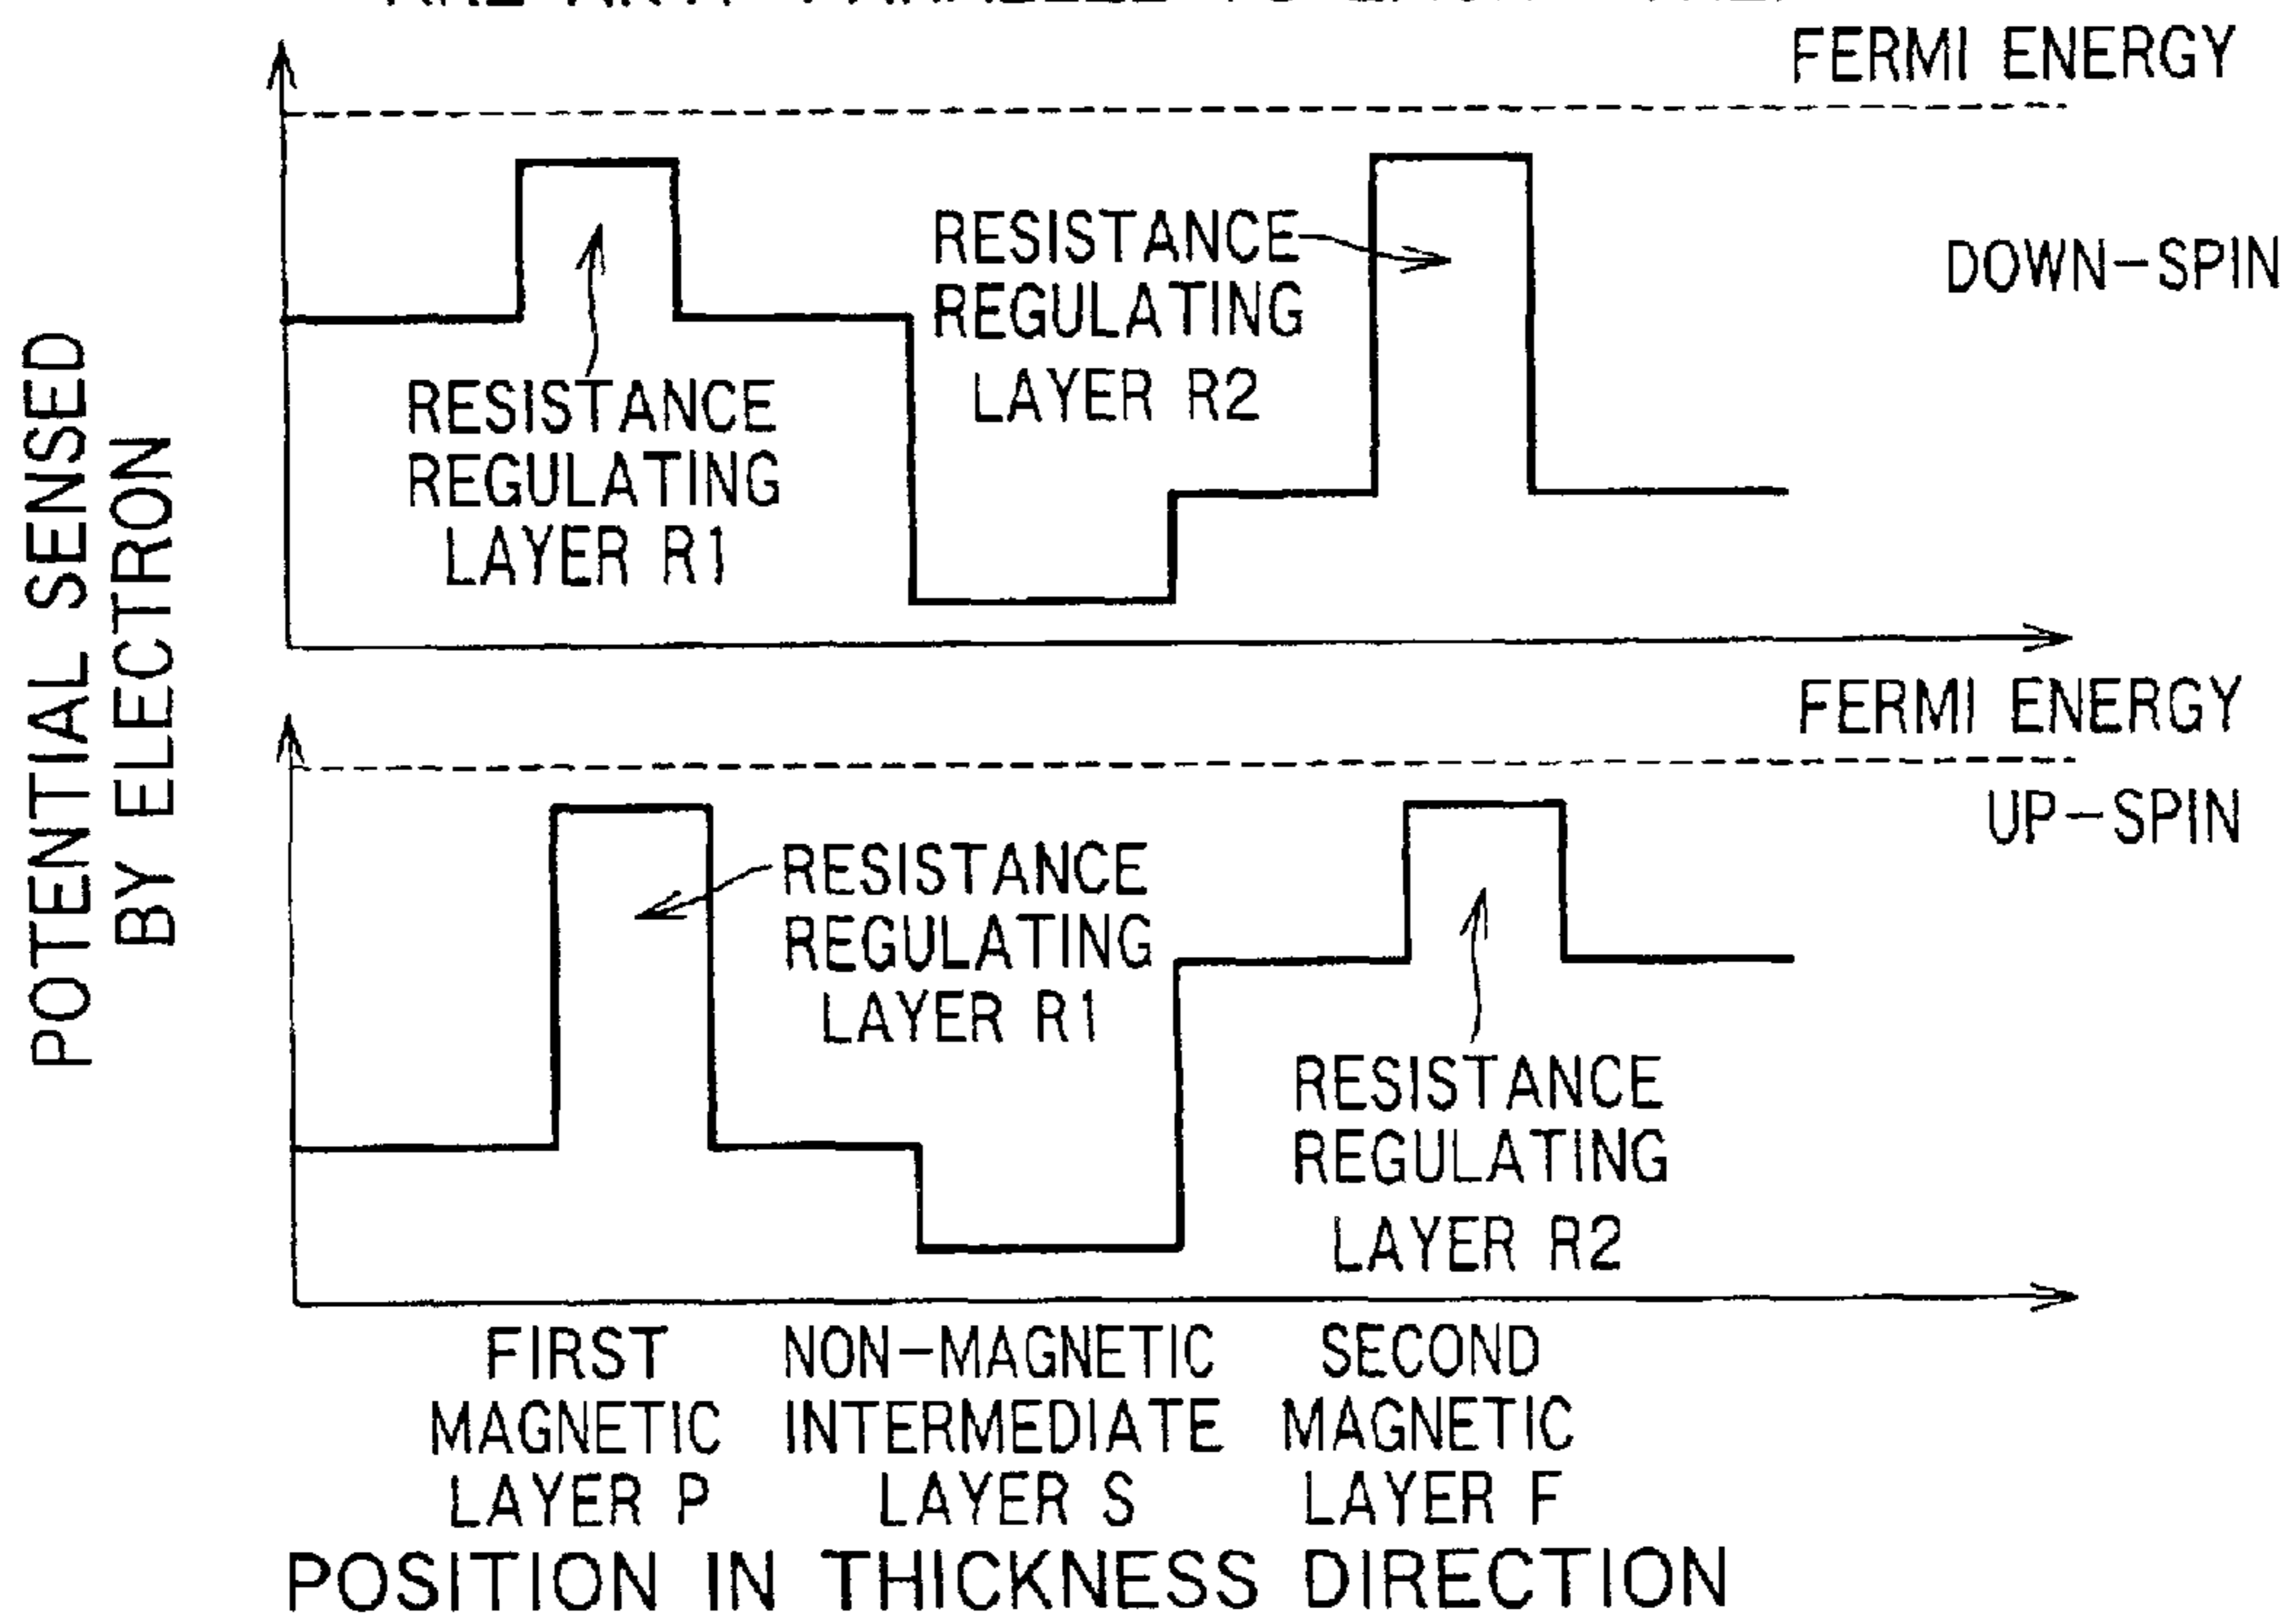 FERMI ENERGY
RESISTANCE
REGULATING
LAYER R2
DOWN-SPIN
RESISTANCE
REGULATING
LAYER R1
POTENTIAL SENSED
BY ELECTRON
FERMI ENERGY
UP-SPIN
RESISTANCE
REGULATING
LAYER R1
RESISTANCE
REGULATING
LAYER R2
FIRST
MAGNETIC
LAYER P
NON-MAGNETIC
INTERMEDIATE
LAYER S
SECOND
MAGNETIC
LAYER F
POSITION IN THICKNESS DIRECTION